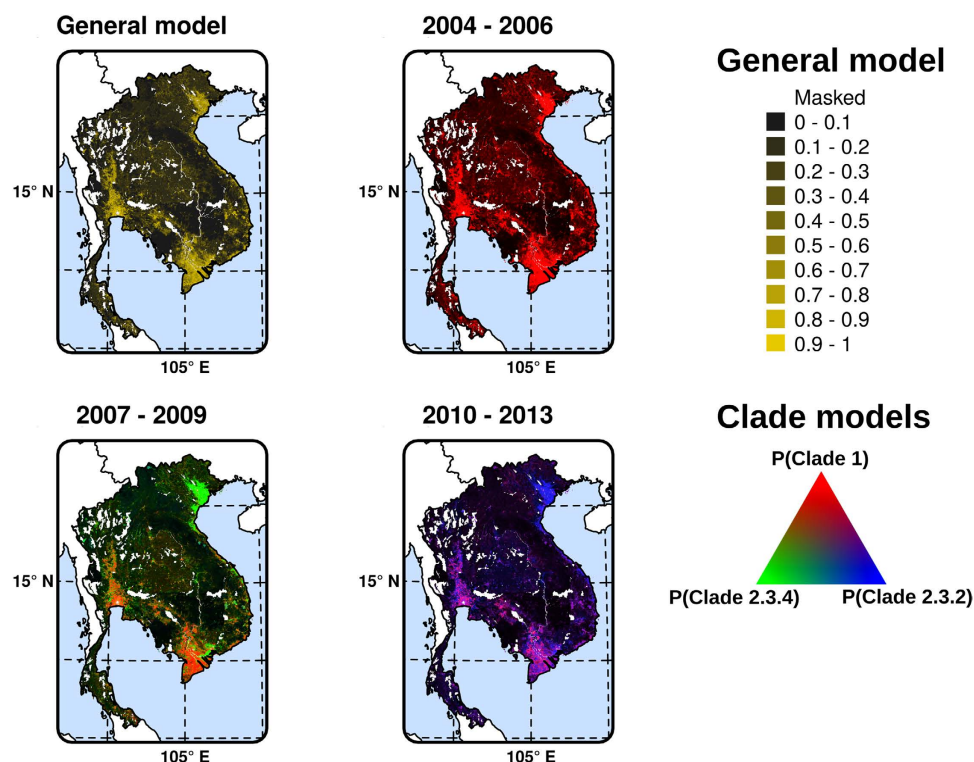 General model
2004 - 2006
15° N
15° N
105° E
105° E
General model
Masked
0 - 0.1
0.1 - 0.2
0.2 - 0.3
0.3 - 0.4
0.4 - 0.5
0.5 - 0.6
0.6 - 0.7
0.7 - 0.8
0.8 - 0.9
0.9 - 1
2007 - 2009
2010 - 2013
15° N
15° N
105° E
105° E
Clade models
P(Clade 1)
P(Clade 2.3.4)
P(Clade 2.3.2)